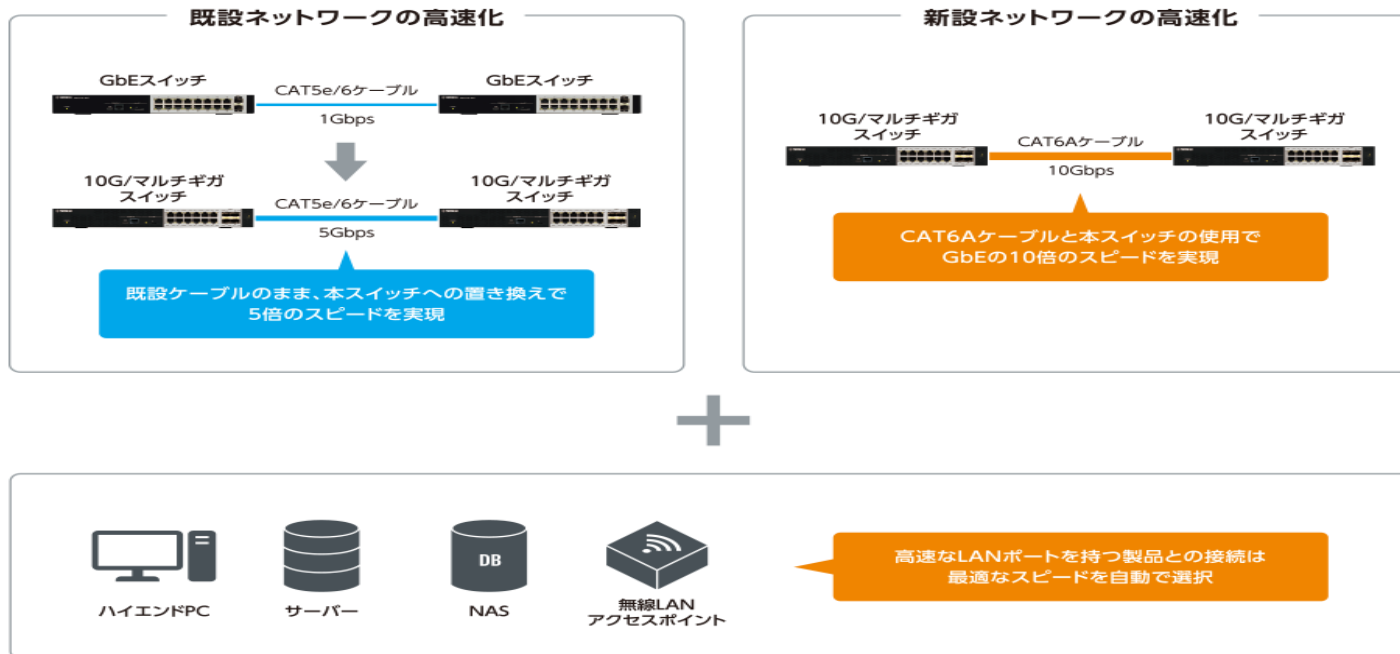 既設ネットワークの高速化
GbEスイッチ
CAT5e/6ケーブル
1Gbps
GbEスイッチ
10G/マルチギガ
スイッチ
CAT5e/6ケーブル
5Gbps
10G/マルチギガ
スイッチ
既設ケーブルのまま、本スイッチへの置き換えで
5倍のスピードを実現
新設ネットワークの高速化
10G/マルチギガ
スイッチ
CAT6Aケーブル
10Gbps
10G/マルチギガ
スイッチ
CAT6Aケーブルと本スイッチの使用で
GbEの10倍のスピードを実現
ハイエンドPC
サーバー
DB
NAS
無線LAN
アクセスポイント
高速なLANポートを持つ製品との接続は
最適なスピードを自動で選択